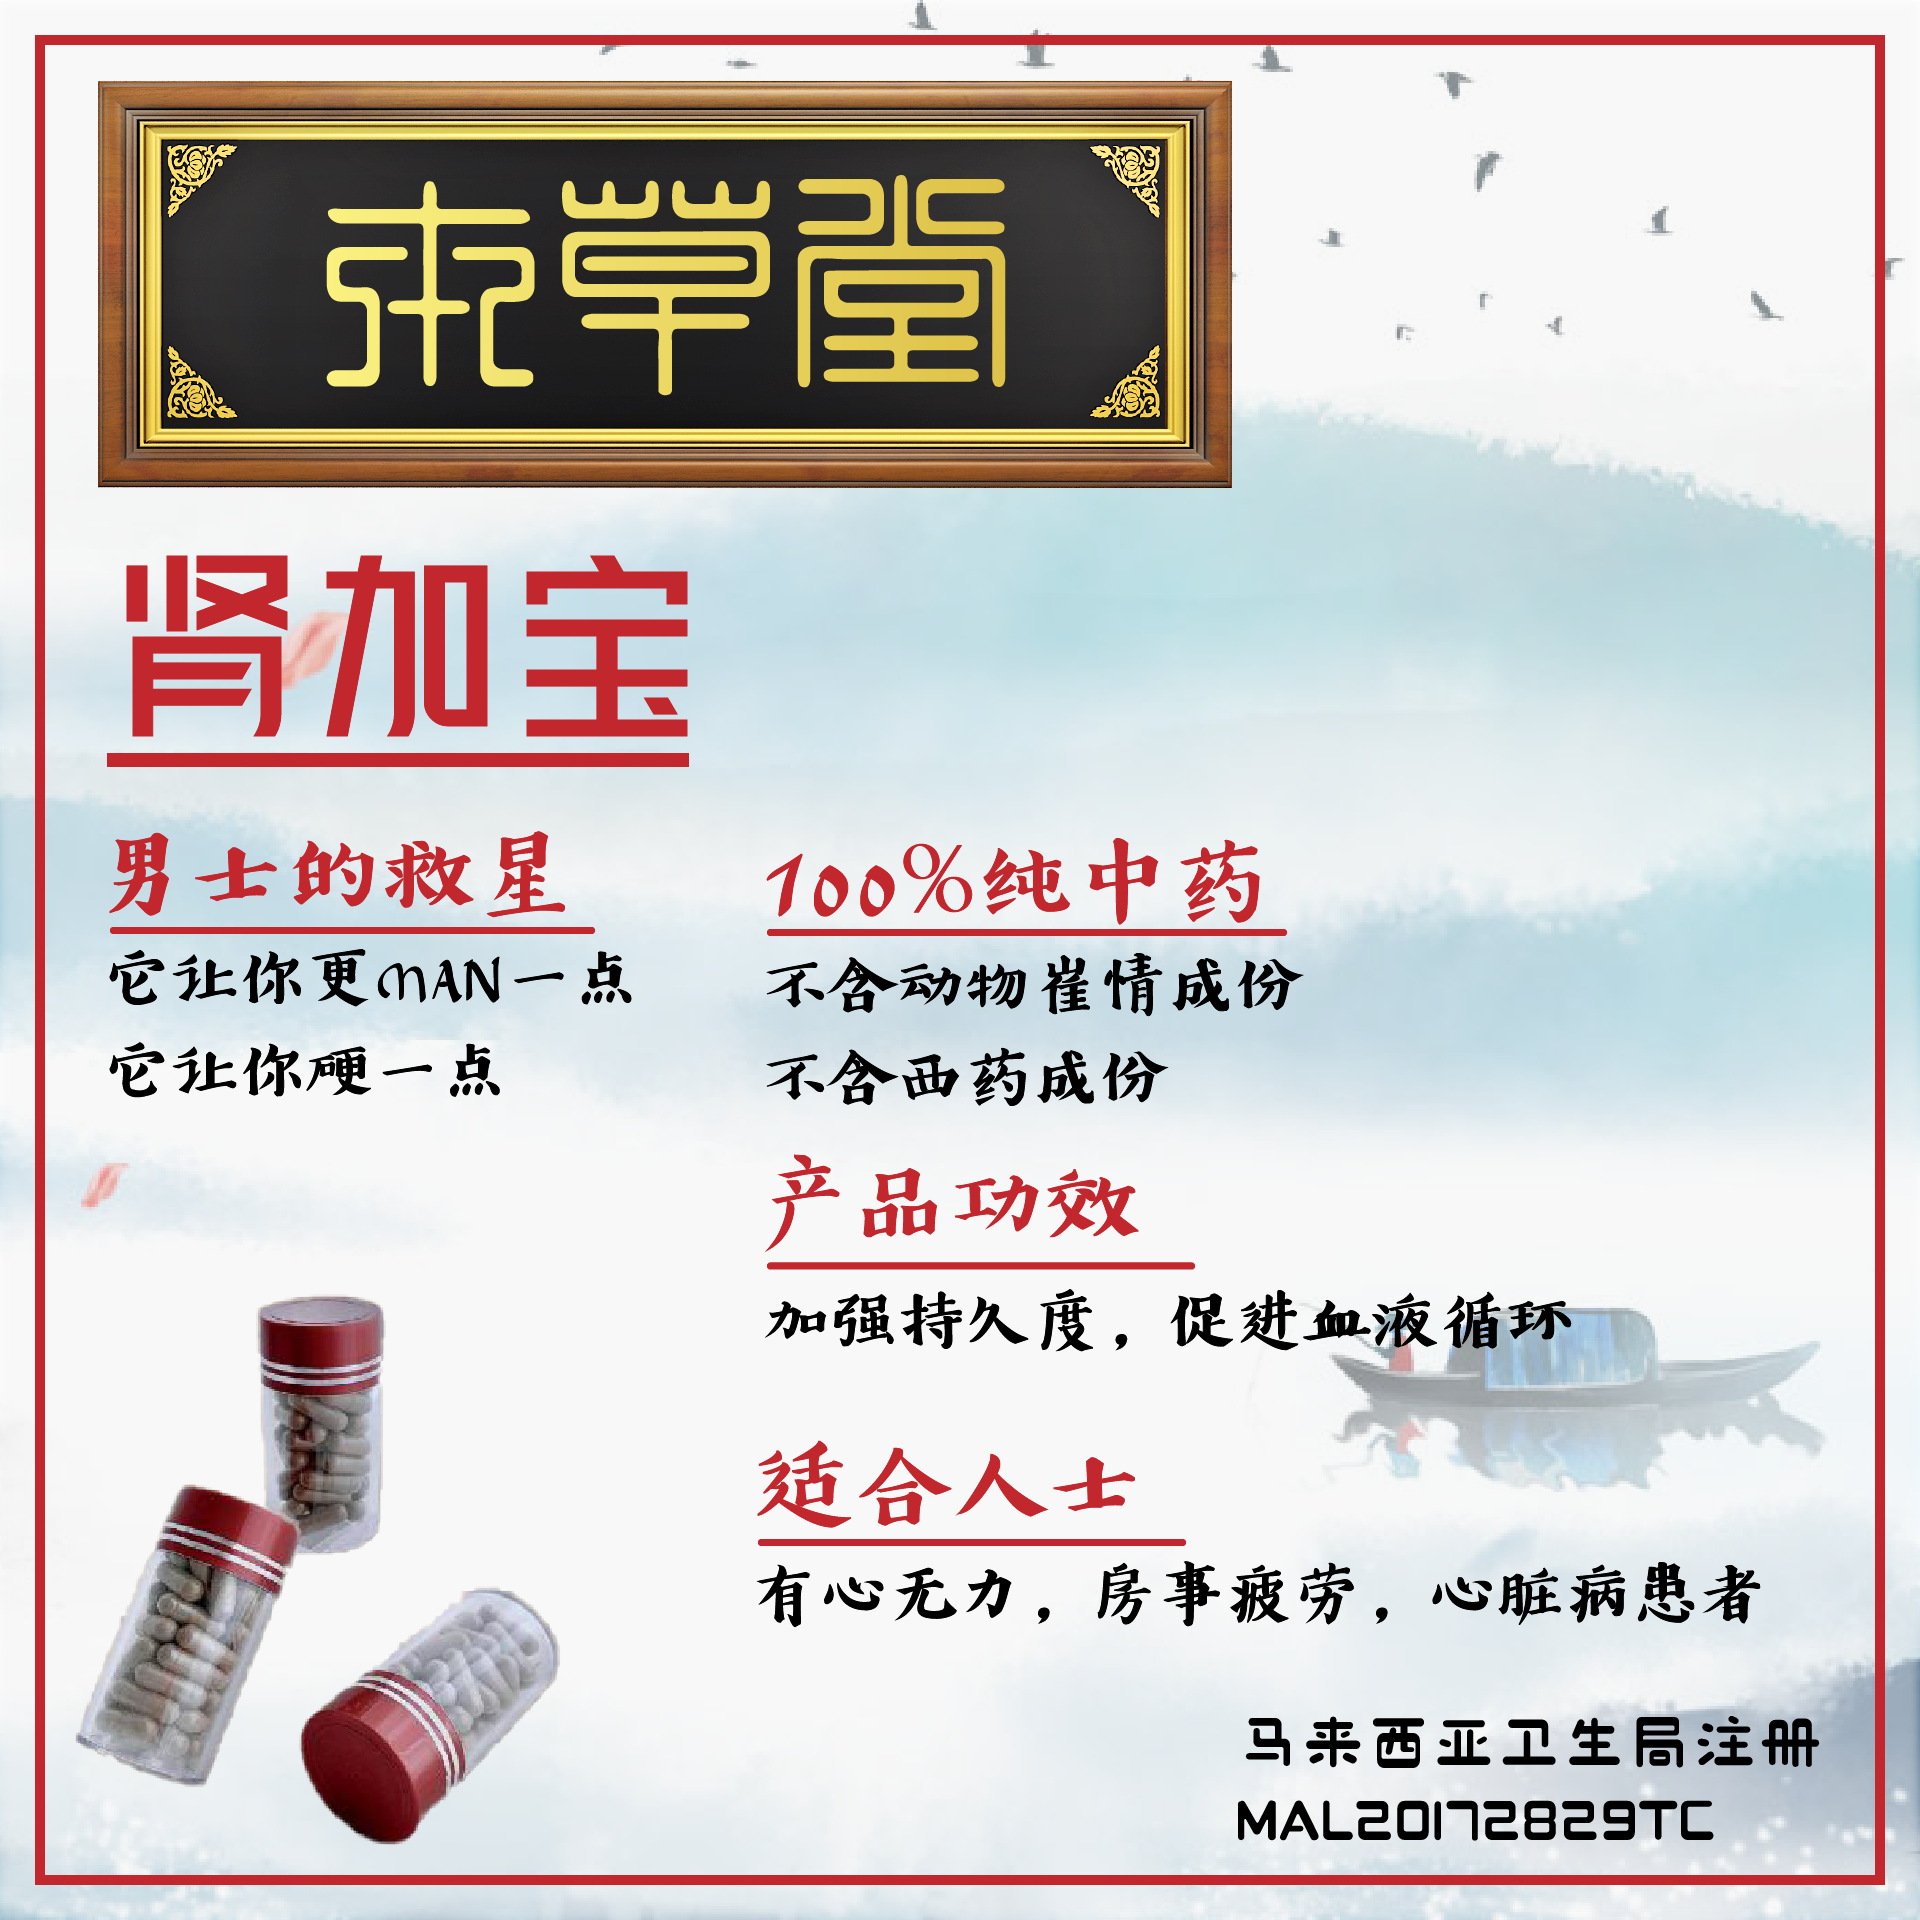 本草堂
肾加宝
男士的救星
它让你更MAN一点
它让你硬一点
100%纯中药
不含动物崔情成份
不含西药成份
产品功效
加强持久度，促进血液循环
适合人士
有心无力，房事疲劳，心脏病患者
马来西亚卫生局注册
MAL20172829TC